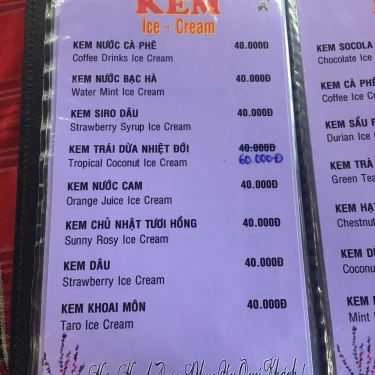 KEM
Ice - Cream
KEM NƯỚC CÀ PHÊ 40.000Đ
Coffee Drinks Ice Cream
KEM NƯỚC BẠC HÀ 40.000Đ
Water Mint Ice Cream
KEM SIRO DÂU 40.000Đ
Strawberry Syrup Ice Cream
KEM TRÁI DỪA NHIỆT ĐỚI 40.000Đ
Tropical Coconut Ice Cream 60.000Đ
KEM NƯỚC CAM 40.000Đ
Orange Juice Ice Cream
KEM CHỦ NHẬT TƯƠI HỒNG 40.000Đ
Sunny Rosy Ice Cream
KEM DÂU 40.000Đ
Strawberry Ice Cream
KEM KHOAI MÔN 40.000Đ
Taro Ice Cream
Quý Khách!
KEM SOCOLA
Chocolate Ice
KEM CÀ PHÊ
Coffee Ice
KEM SẦU
Durian Ice
KEM TRÀ
Green Tea
KEM
Chestnut
KEM
Coconut
KEM
Mint